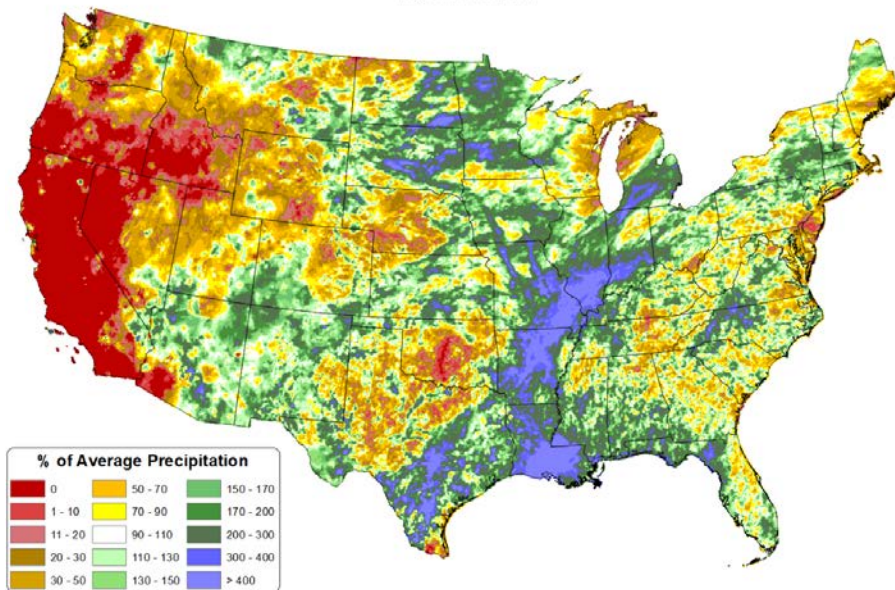 % of Average Precipitation
0 50 - 70 150 - 170
1 - 10 70 - 90 170 - 200
11 - 20 90 - 110 200 - 300
20 - 30 110 - 130 300 - 400
30 - 50 130 - 150 > 400